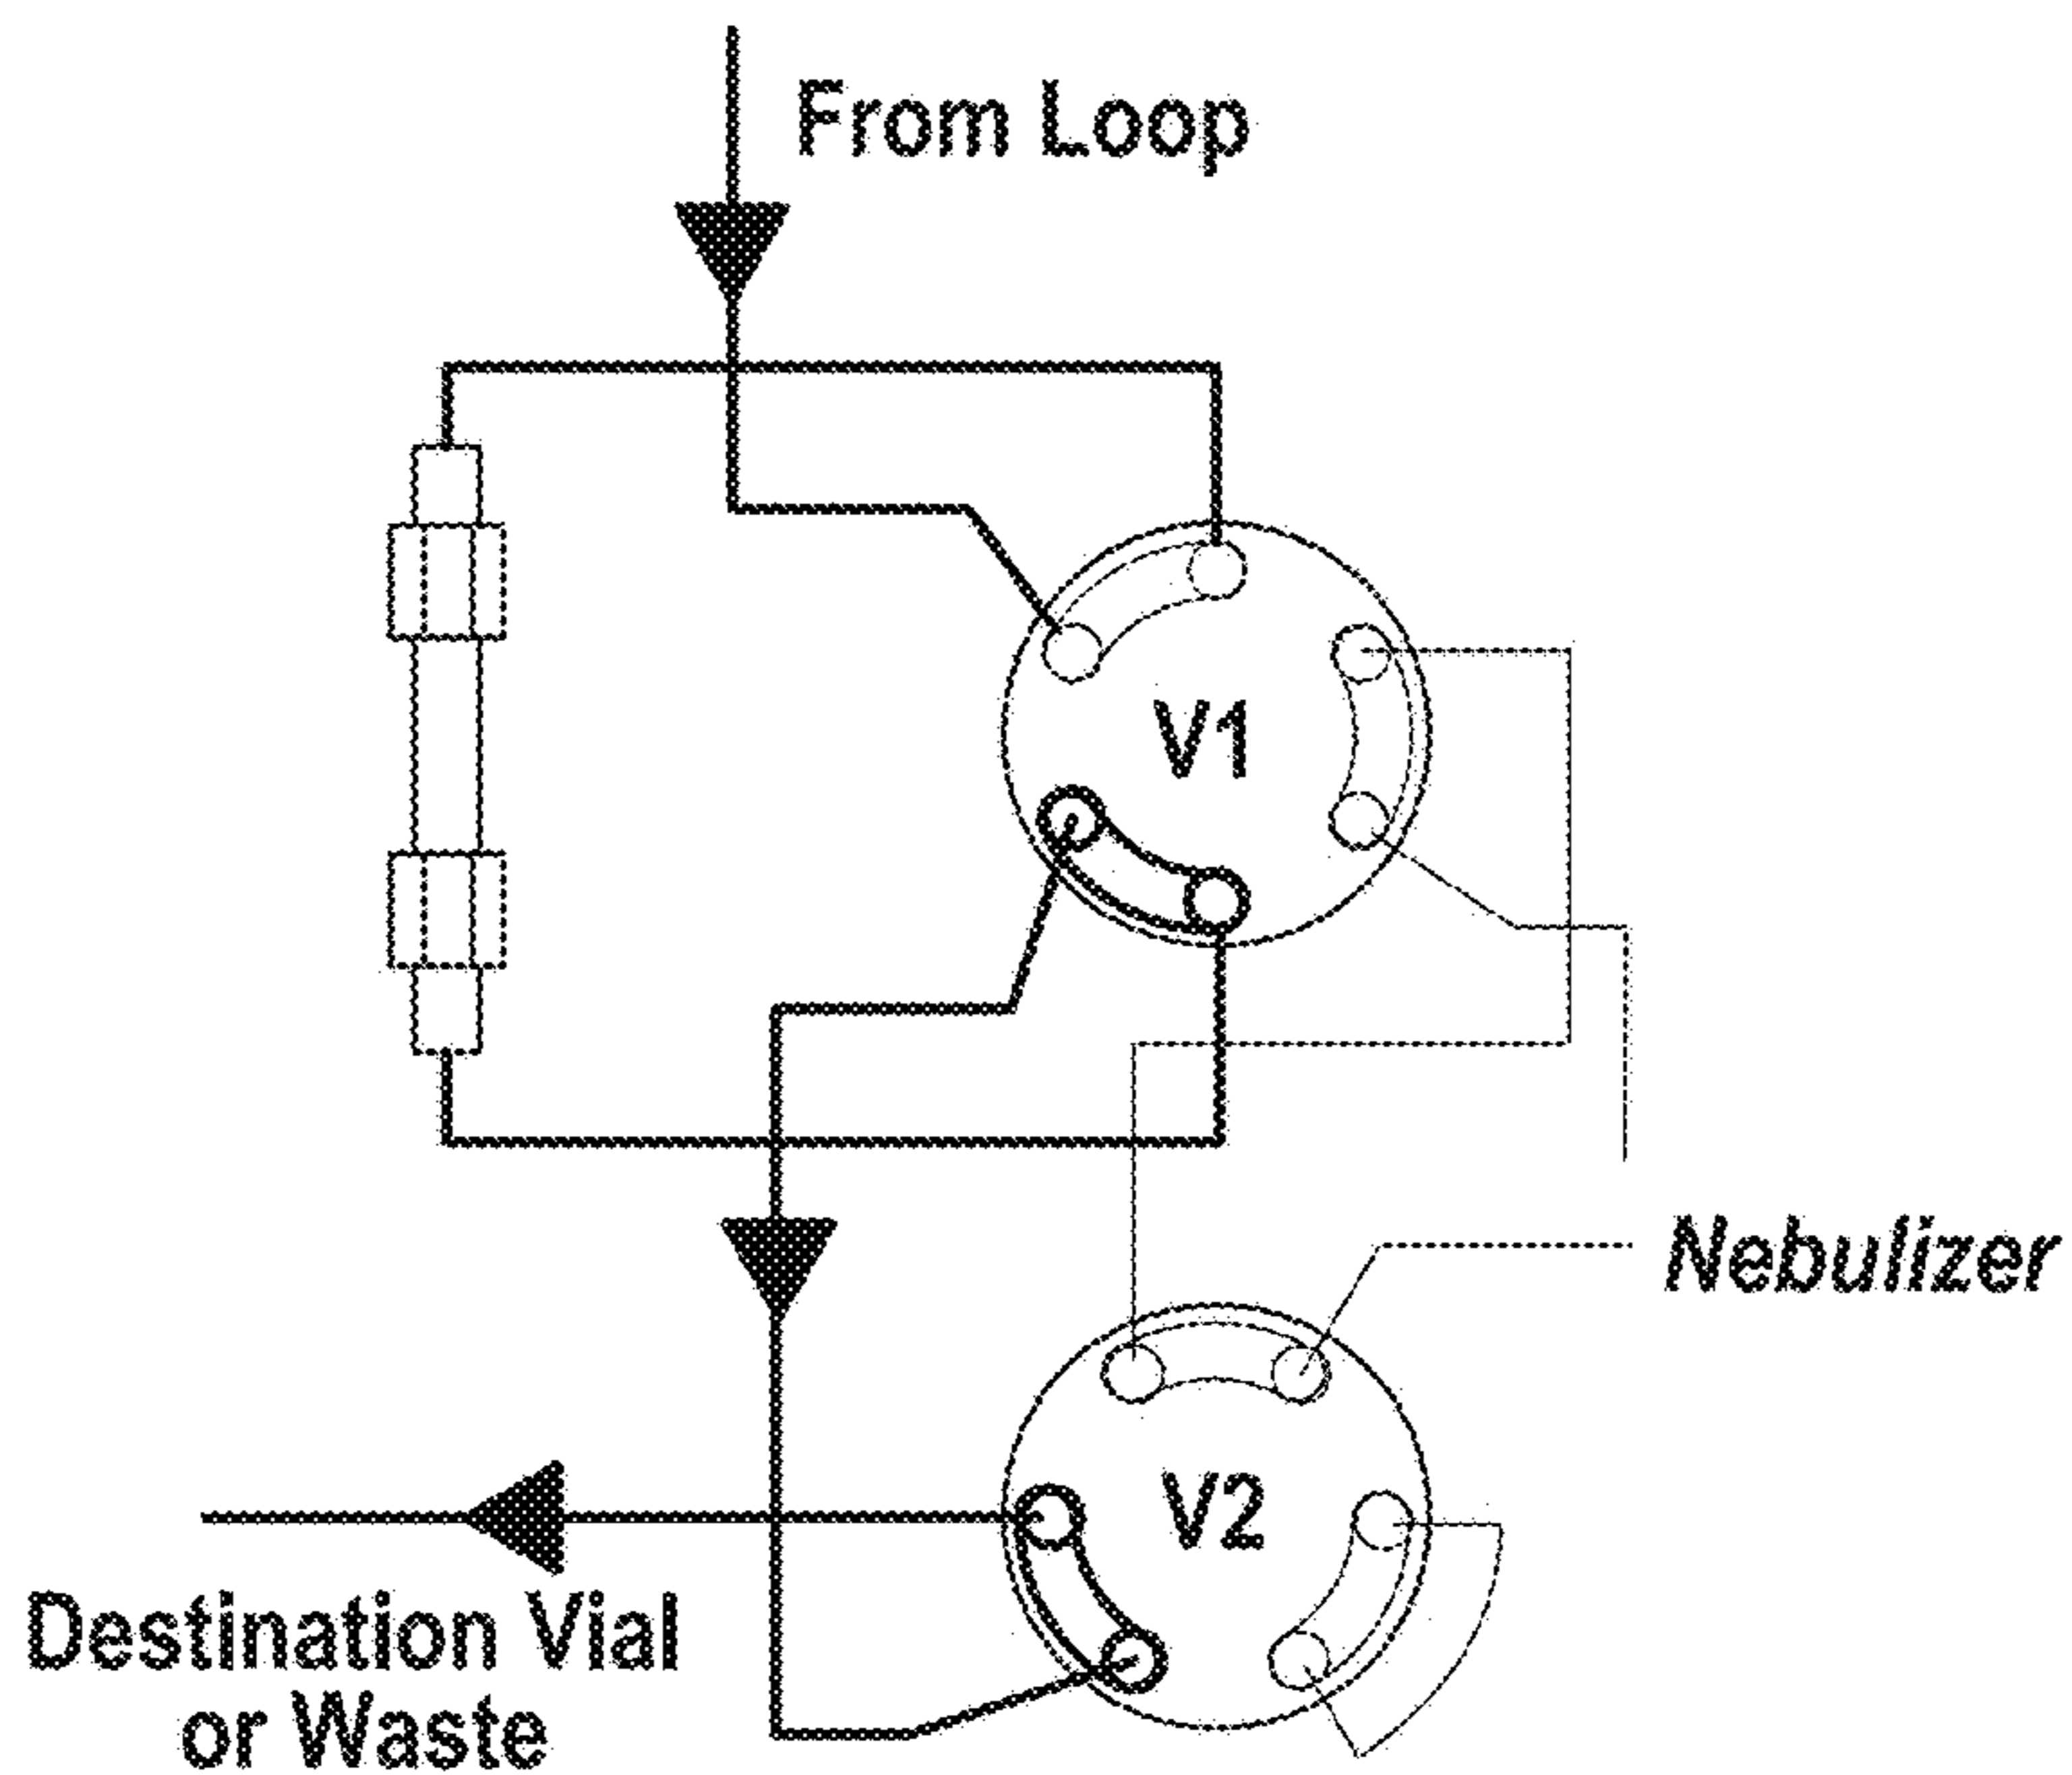 From Loop
V1
Nebulizer
V2
Destination Vial
or Waste